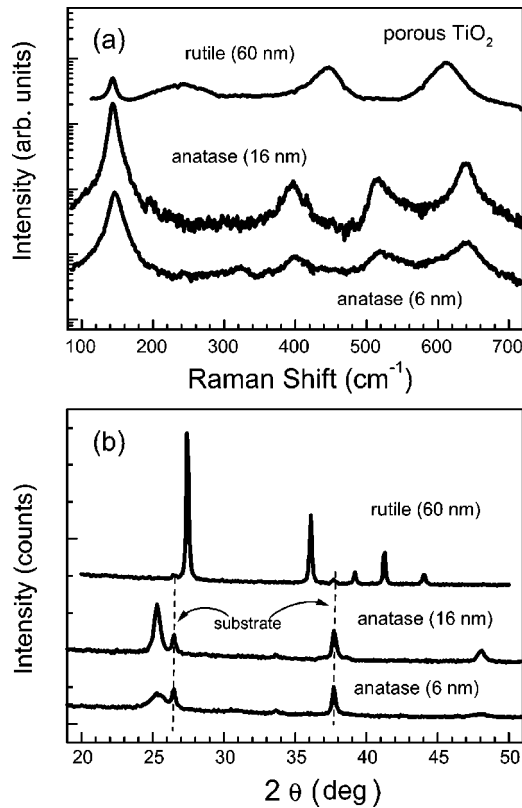 (a)
porous TiO₂
rutile (60 nm)
anatase (16 nm)
anatase (6 nm)
Intensity (arb. units)
100 200 300 400 500 600 700
Raman Shift (cm⁻¹)
(b)
rutile (60 nm)
substrate
anatase (16 nm)
anatase (6 nm)
Intensity (counts)
20 25 30 35 40 45 50
2 θ (deg)